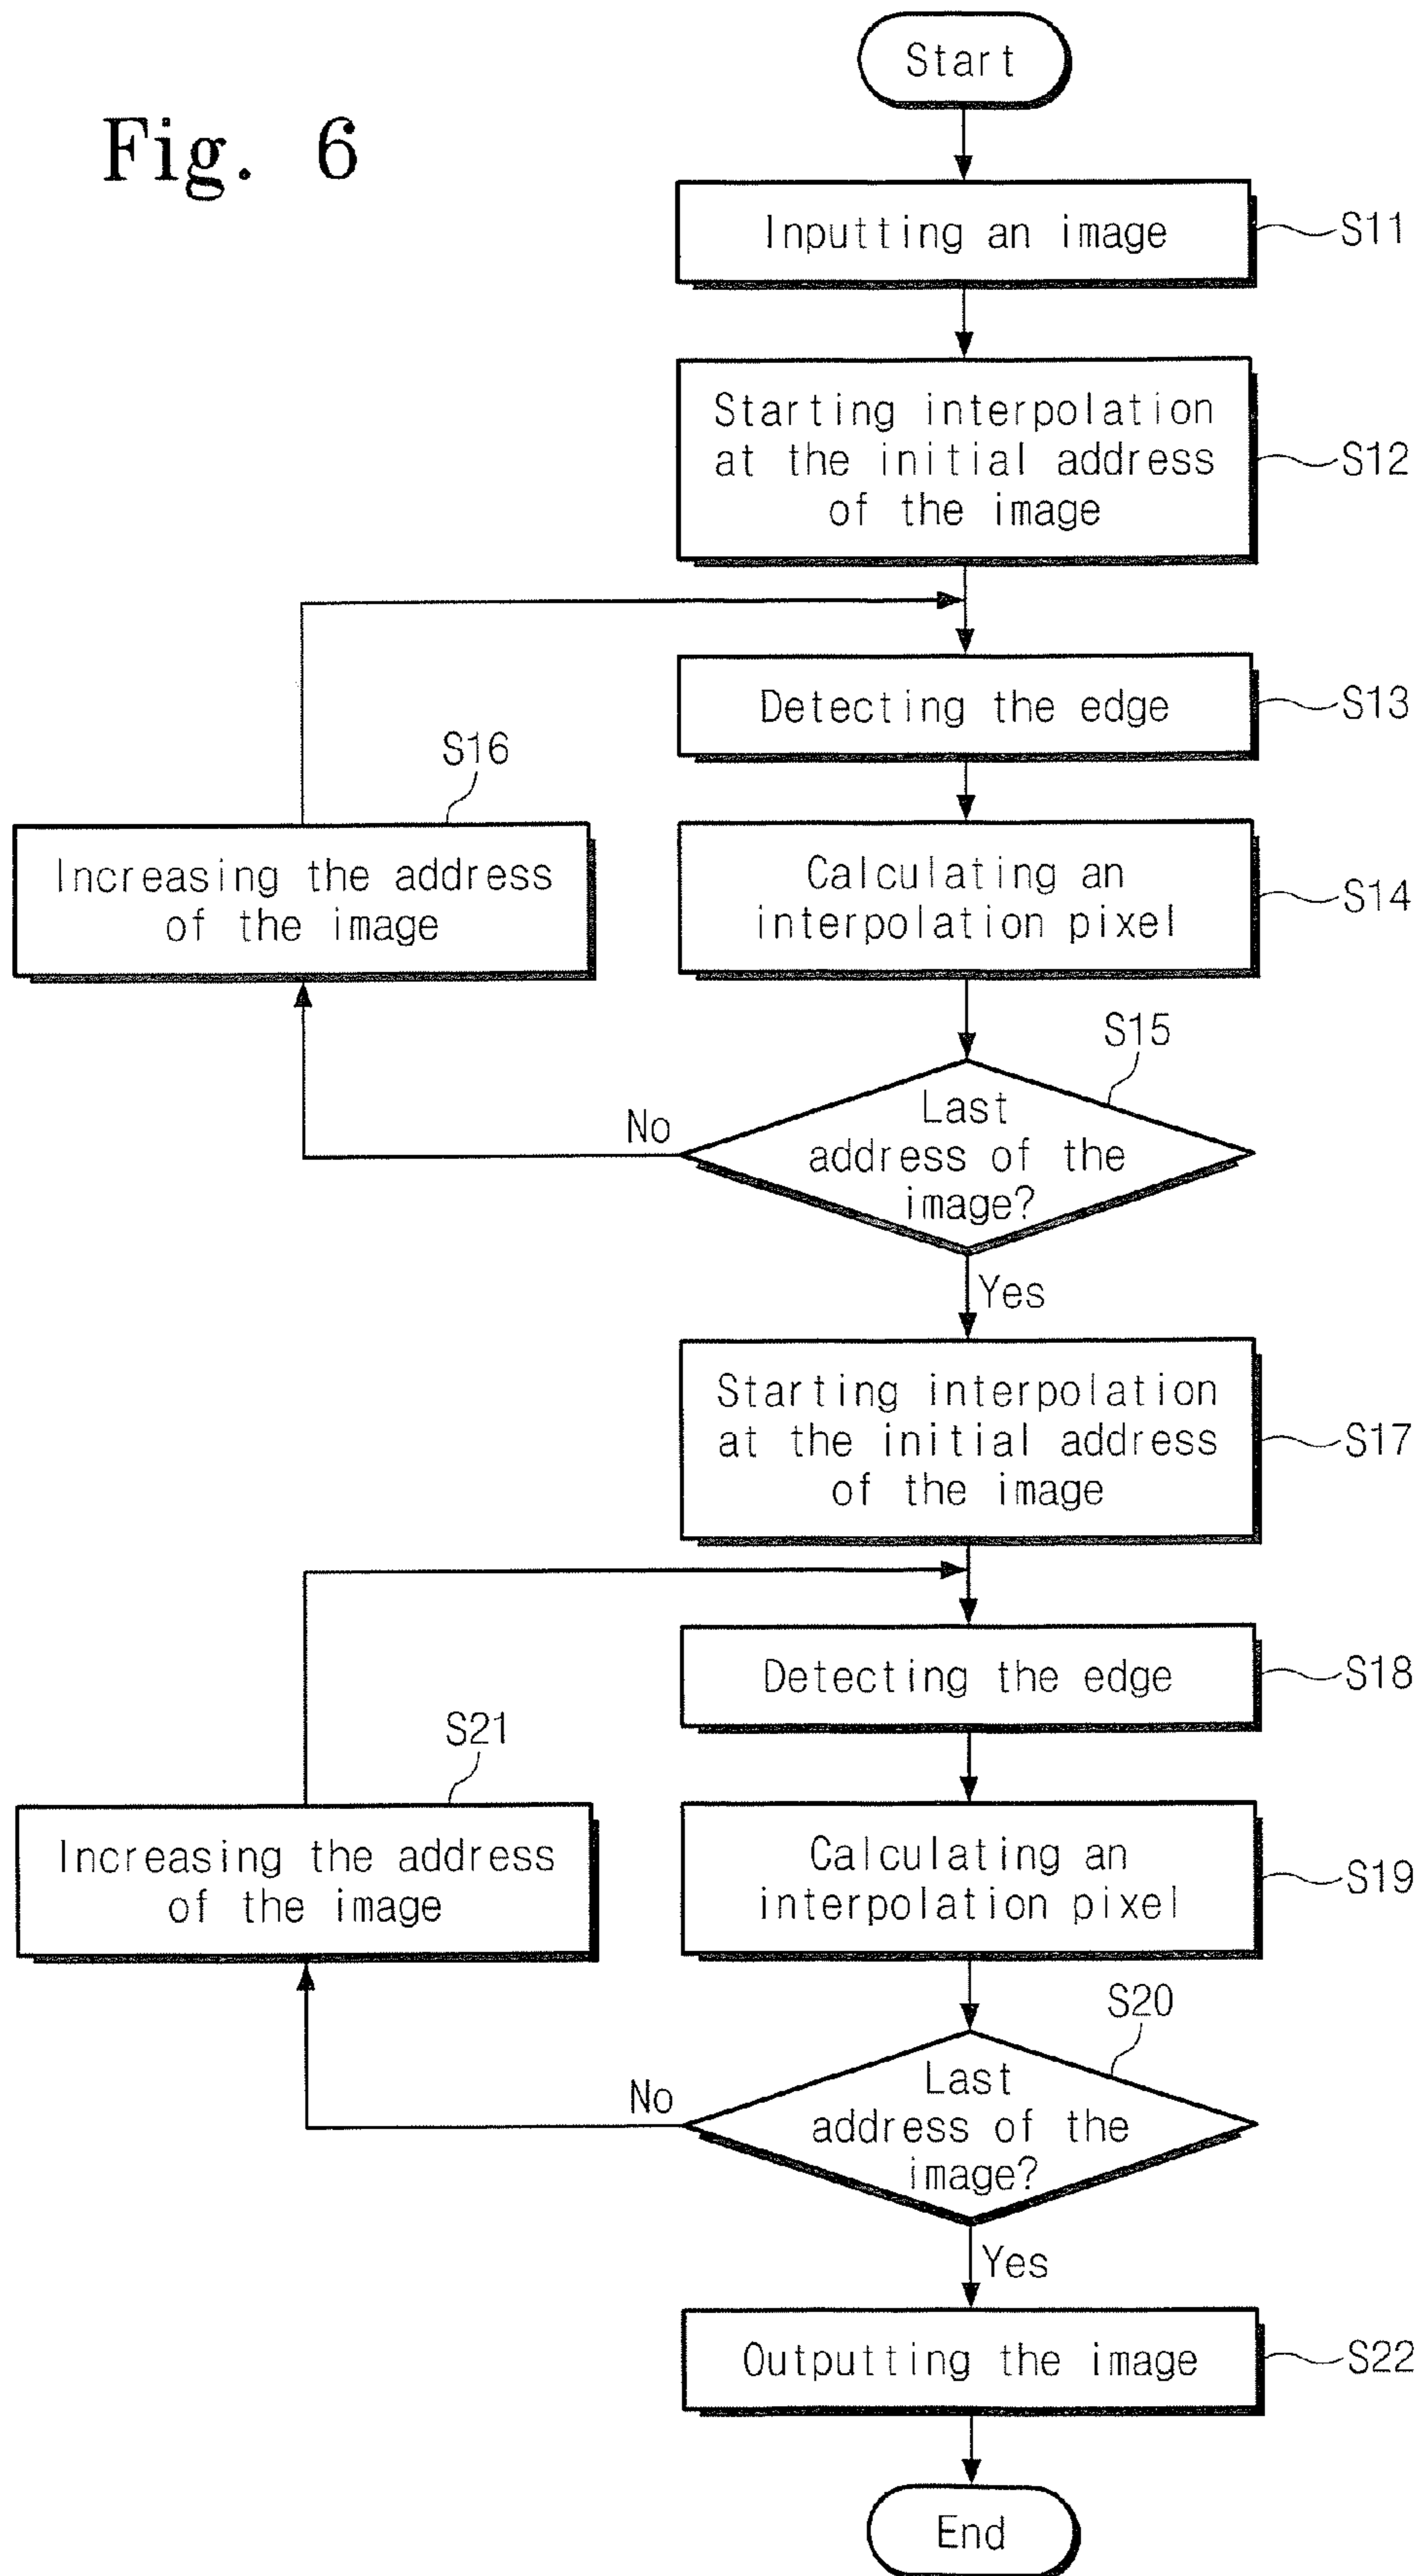 Start
Fig. 6
Inputting an image
S11
Starting interpolation
at the initial address
of the image
S12
Detecting the edge
S13
S16
Increasing the address
of the image
Calculating an
interpolation pixel
S14
S15
Last
address of the
image?
No
Yes
Starting interpolation
at the initial address
of the image
S17
Detecting the edge
S18
S21
Increasing the address
of the image
Calculating an
interpolation pixel
S19
S20
Last
address of the
image?
No
Yes
Outputting the image
S22
End